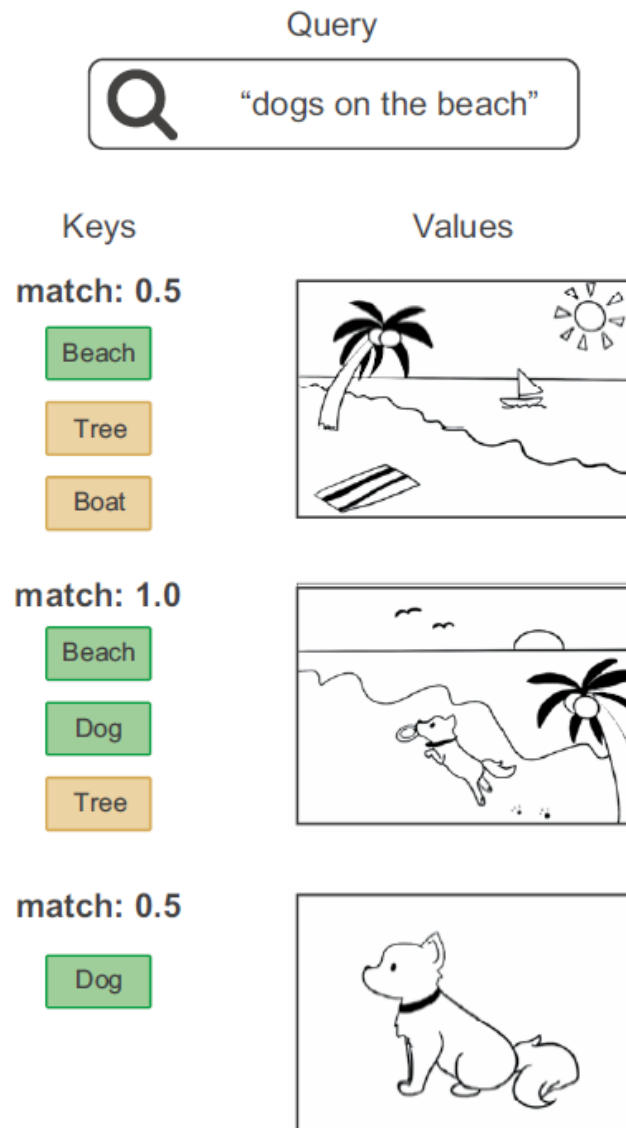 Query
“dogs on the beach”
Keys
Values
match: 0.5
Beach
Tree
Boat
match: 1.0
Beach
Dog
Tree
match: 0.5
Dog